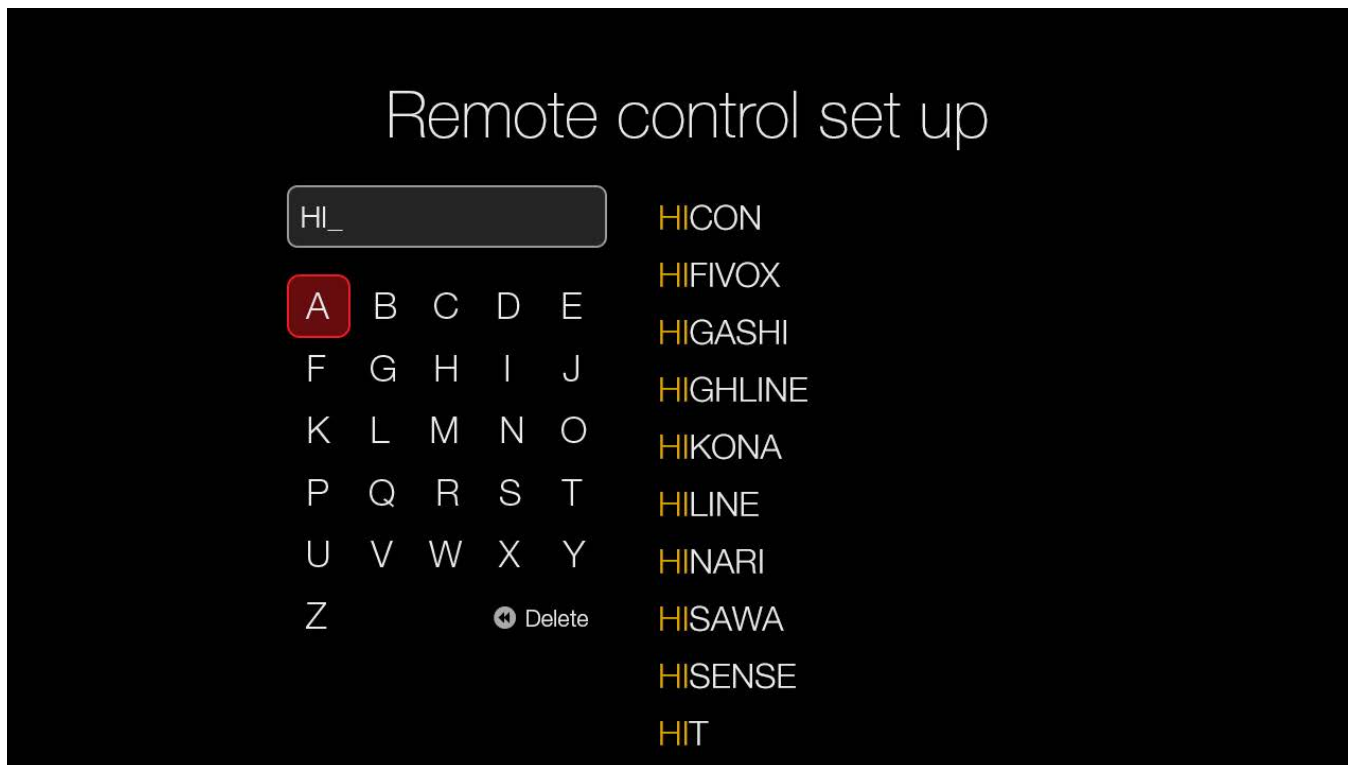 Remote control set up
HI_
A B C D E
F G H I J
K L M N O
P Q R S T
U V W X Y
Z Delete
HICON
HIFIVOX
HIGASHI
HIGHLINE
HIKONA
HILINE
HINARI
HISAWA
HISENSE
HIT